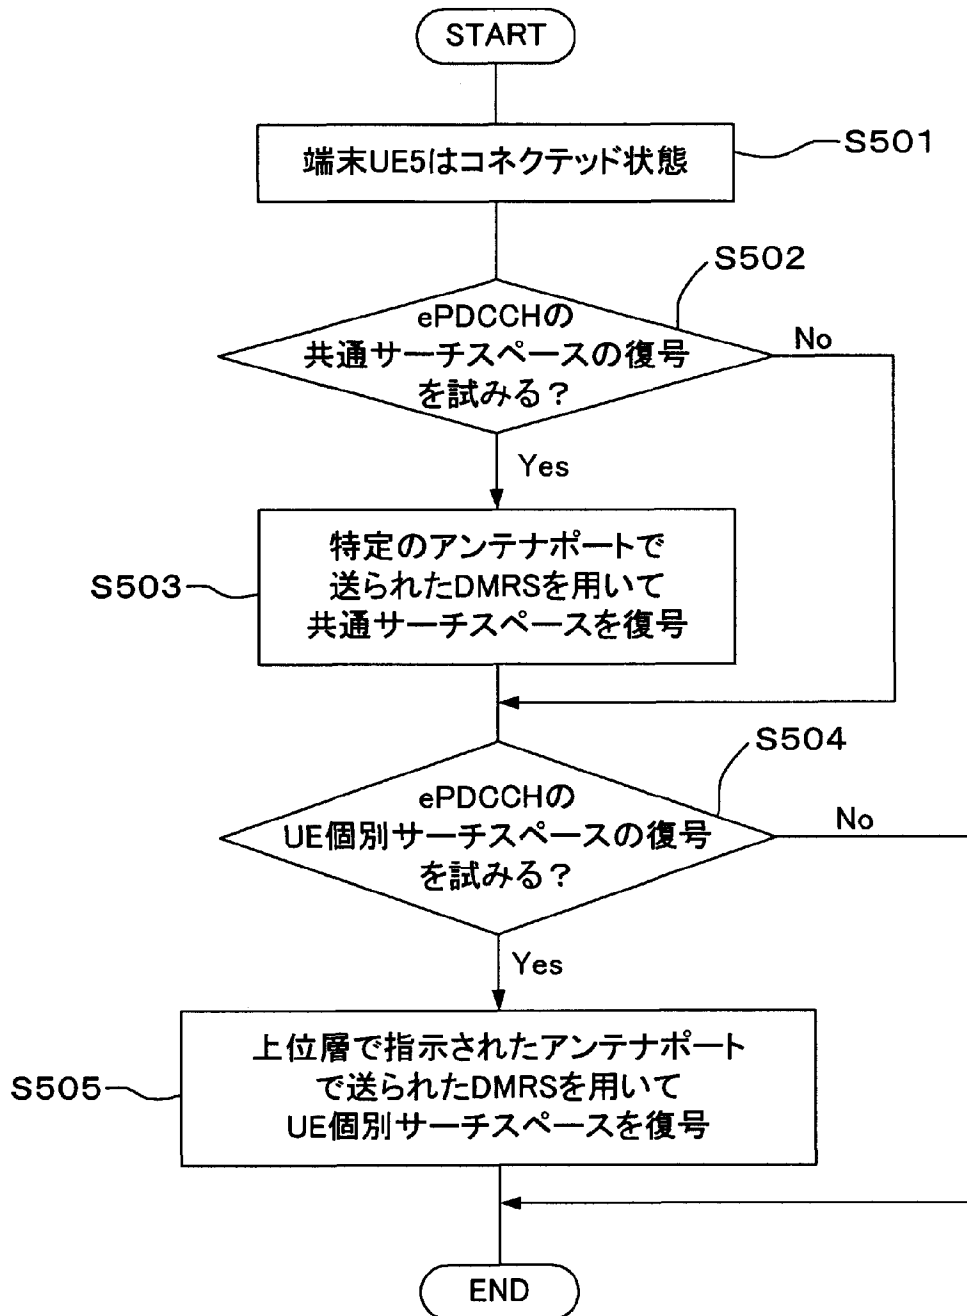 START
端末UE5はコネクテッド状態
S501
S502
ePDCCHの
共通サーチスペースの復号
を試みる？
No
Yes
特定のアンテナポートで
送られたDMRSを用いて
共通サーチスペースを復号
S503
S504
ePDCCHの
UE個別サーチスペースの復号
を試みる？
No
Yes
上位層で指示されたアンテナポート
で送られたDMRSを用いて
UE個別サーチスペースを復号
S505
END